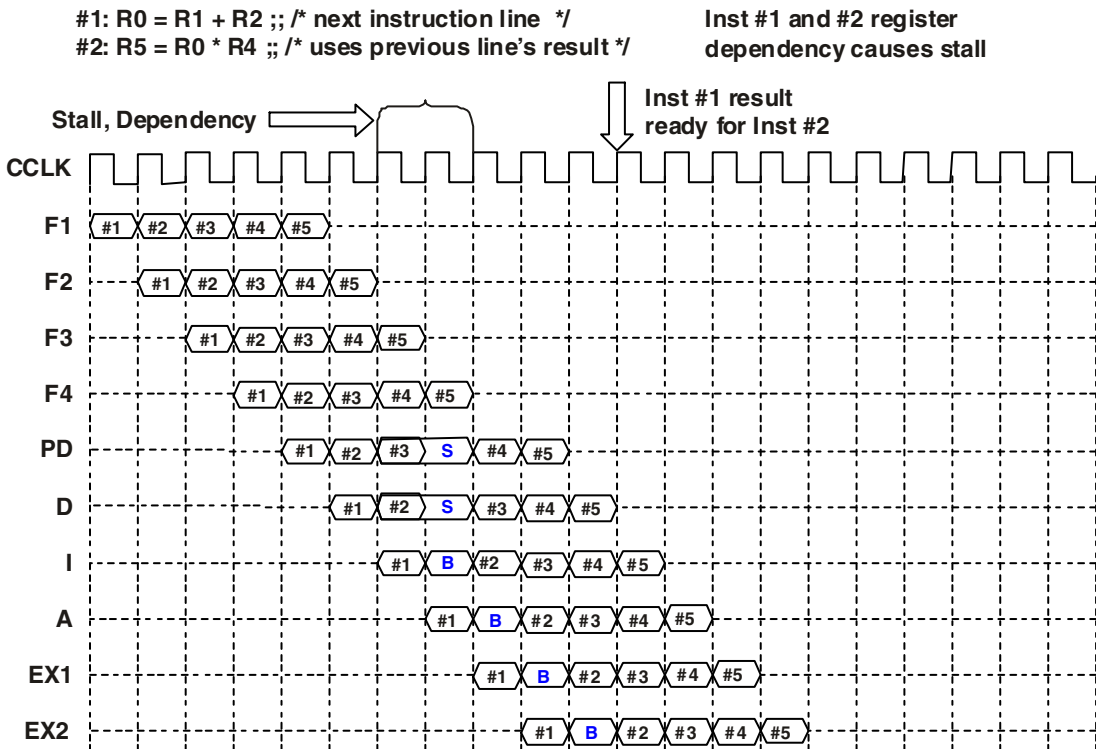 #1: R0 = R1 + R2 ;; /* next instruction line */
#2: R5 = R0 * R4 ;; /* uses previous line's result */
Inst #1 and #2 register
dependency causes stall
Stall, Dependency
Inst #1 result
ready for Inst #2
CCLK
F1 #1 #2 #3 #4 #5
F2 #1 #2 #3 #4 #5
F3 #1 #2 #3 #4 #5
F4 #1 #2 #3 #4 #5
PD #1 #2 #3 S #4 #5
D #1 #2 S #3 #4 #5
I #1 B #2 #3 #4 #5
A #1 B #2 #3 #4 #5
EX1 #1 B #2 #3 #4 #5
EX2 #1 B #2 #3 #4 #5